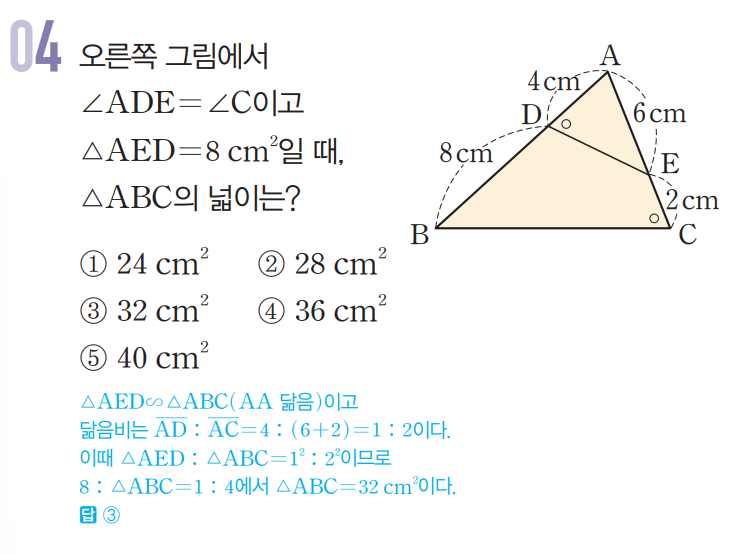 04 오른쪽 그림에서
∠ADE=∠C이고
△AED=8 cm²일 때,
△ABC의 넓이는?
① 24 cm² ② 28 cm²
③ 32 cm² ④ 36 cm²
⑤ 40 cm²
A
4 cm
D
6 cm
8 cm
E
2 cm
B
C
△AED∽△ABC(AA 닮음)이고
닮음비는 A͞D : A͞C=4 : (6+2)=1 : 2이다.
이때 △AED : △ABC=1² : 2²이므로
8 : △ABC=1 : 4에서 △ABC=32 cm²이다.
답 ③